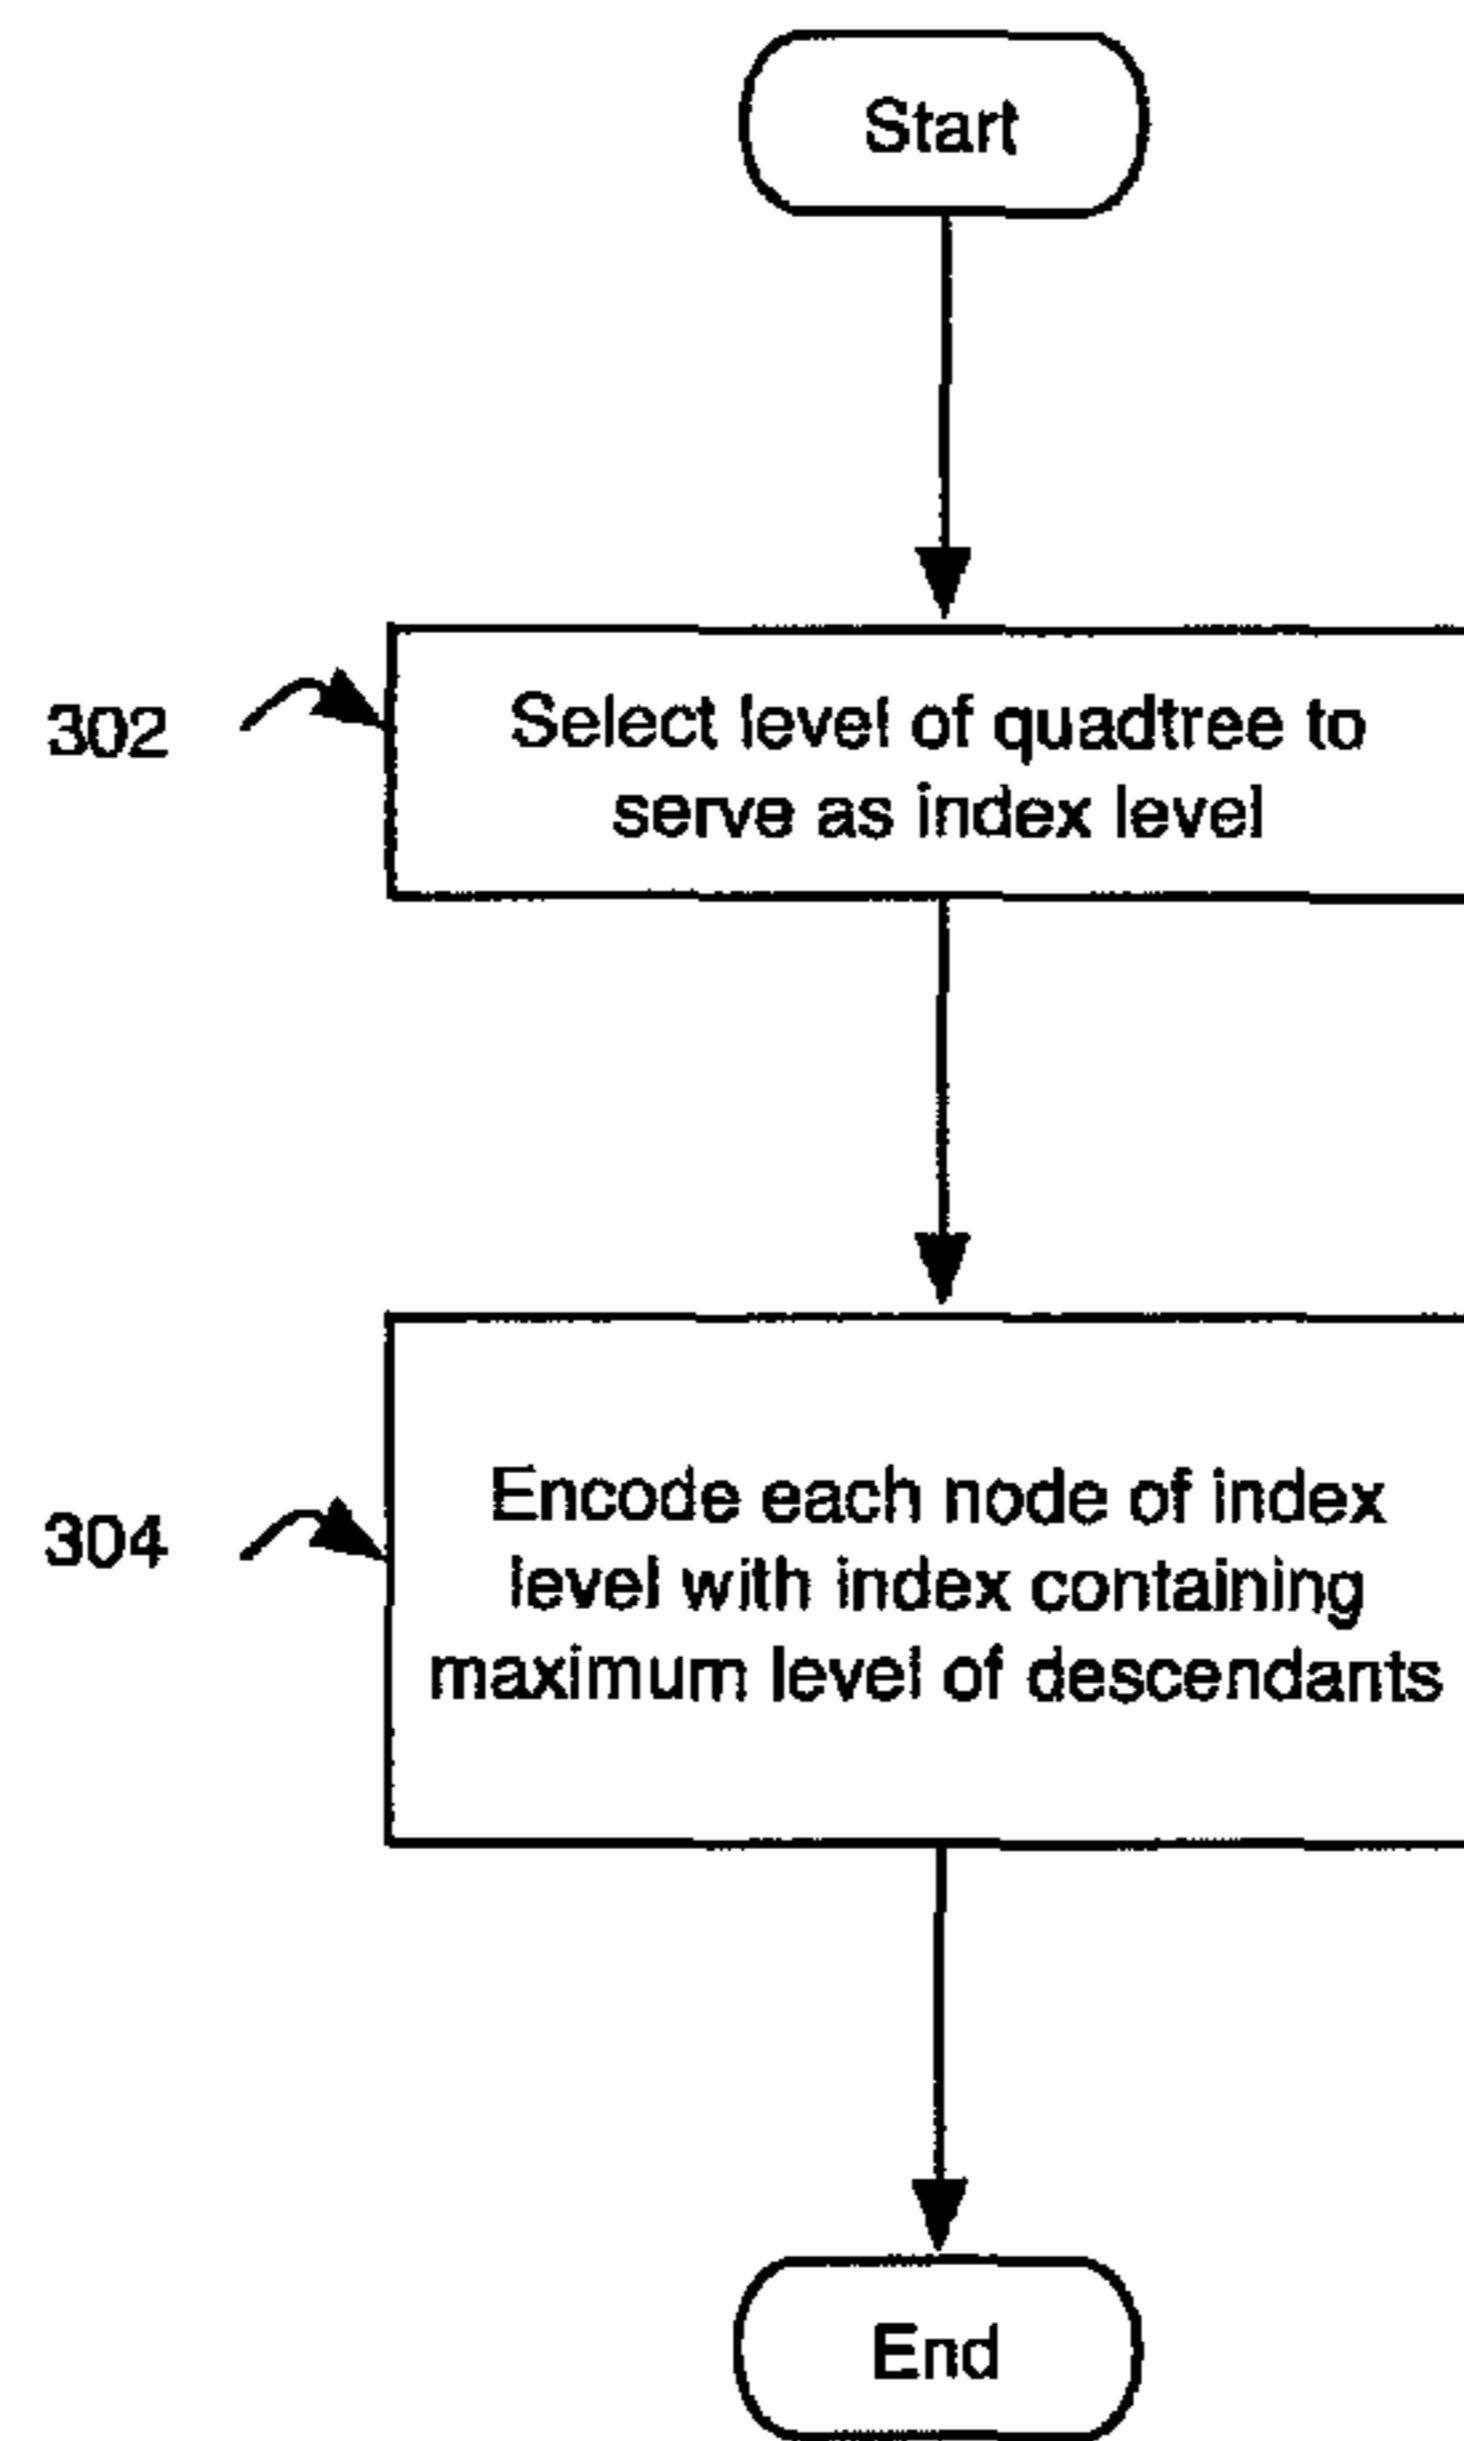 Start
302
Select level of quadtree to
serve as index level
304
Encode each node of index
level with index containing
maximum level of descendants
End